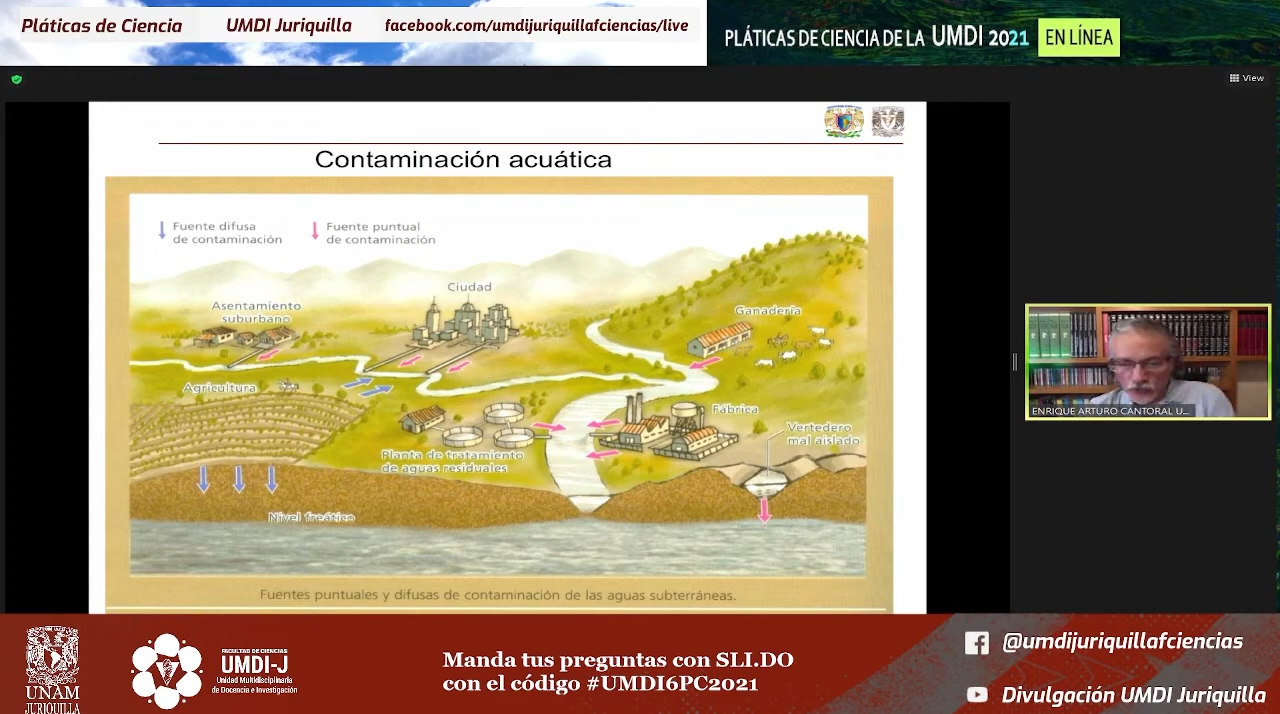 Pláticas de Ciencia
UMDI Juriquilla
facebook.com/umdijuriquillafciencias/live
PLÁTICAS DE CIENCIA DE LA UMDI 2021
EN LÍNEA
View
Contaminación acuática
Fuente difusa
de contaminación
Fuente puntual
de contaminación
Ciudad
Asentamiento
suburbano
Ganadería
Agricultura
Fábrica
Vertedero
mal aislado
Planta de tratamiento
de aguas residuales
Nivel freático
Fuentes puntuales y difusas de contaminación de las aguas subterráneas.
ENRIQUE ARTURO CANTORAL U...
UNAM
JURIQUILLA
FACULTAD DE CIENCIAS
UMDI-J
Unidad Multidisciplinaria
de Docencia e Investigación
Manda tus preguntas con SLI.DO
con el código #UMDI6PC2021
@umdijuriquillafciencias
Divulgación UMDI Juriquilla